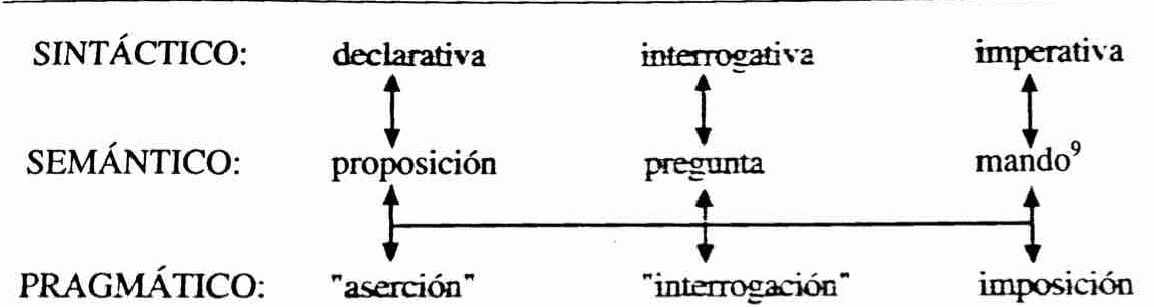 SINTÁCTICO: declarativa interrogativa imperativa
SEMÁNTICO: proposición pregunta mando⁹
PRAGMÁTICO: "aserción" "interrogación" imposición